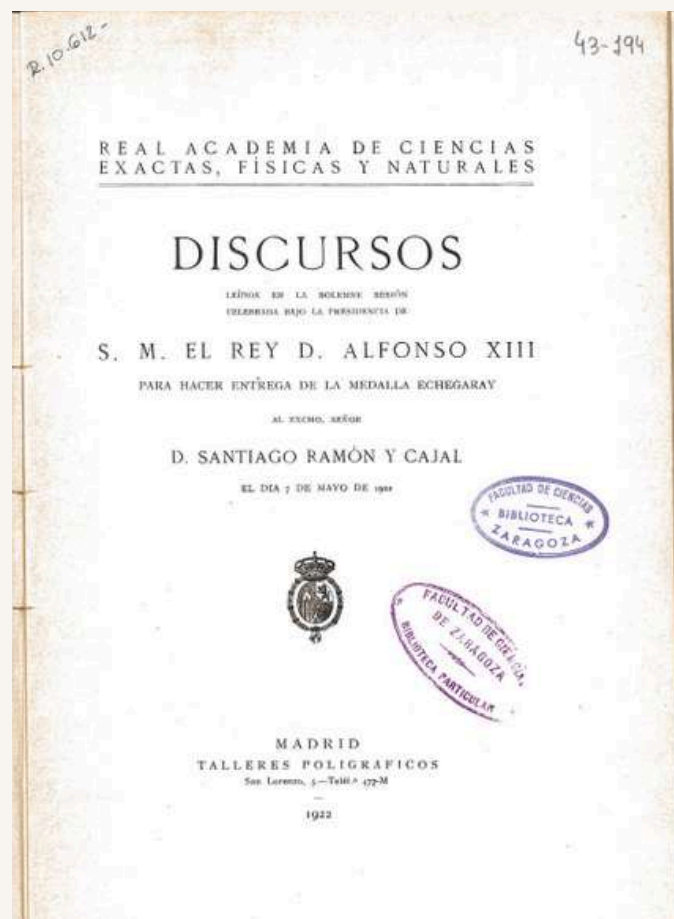 R. 10.612-
43-194
REAL ACADEMIA DE CIENCIAS
EXACTAS, FÍSICAS Y NATURALES
DISCURSOS
LEÍDOS EN LA SOLEMNE SESIÓN
CELEBRADA BAJO LA PRESIDENCIA DE
S. M. EL REY D. ALFONSO XIII
PARA HACER ENTREGA DE LA MEDALLA ECHEGARAY
AL EXCMO. SEÑOR
D. SANTIAGO RAMÓN Y CAJAL
EL DIA 7 DE MAYO DE 1922
FACULTAD DE CIENCIAS
* BIBLIOTECA *
ZARAGOZA
FACULTAD DE CIENCIAS
DE ZARAGOZA
BIBLIOTECA PARTICULAR
MADRID
TALLERES POLIGRÁFICOS
San Lorenzo, 5.—Teléf.º 477-M
1922